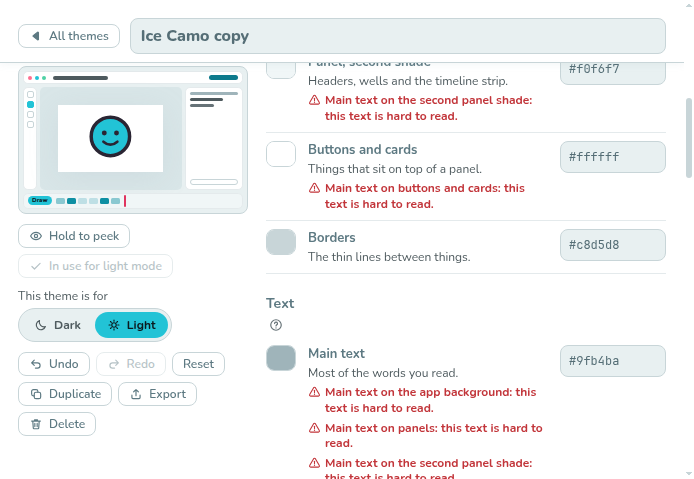 All themes
Ice Camo copy
Draw
Hold to peek
In use for light mode
This theme is for
Dark
Light
Undo
Redo
Reset
Duplicate
Export
Delete
Panel, second shade
#f0f6f7
Headers, wells and the timeline strip.
Main text on the second panel shade:
this text is hard to read.
Buttons and cards
#ffffff
Things that sit on top of a panel.
Main text on buttons and cards: this
text is hard to read.
Borders
#c8d5d8
The thin lines between things.
Text
Main text
#9fb4ba
Most of the words you read.
Main text on the app background: this
text is hard to read.
Main text on panels: this text is hard to
read.
Main text on the second panel shade:
this text is hard to read.